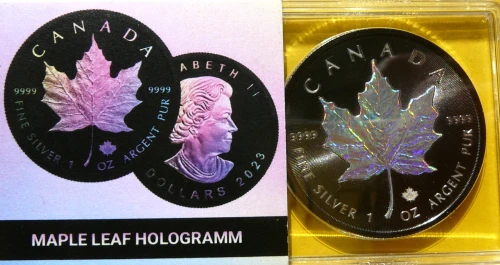 CANADA
9999 9999
FINE SILVER 1 OZ ARGENT PUR
ABETH II
DOLLARS 2023
MAPLE LEAF HOLOGRAMM
CANADA
9999 9999
FINE SILVER 1 OZ ARGENT PUR